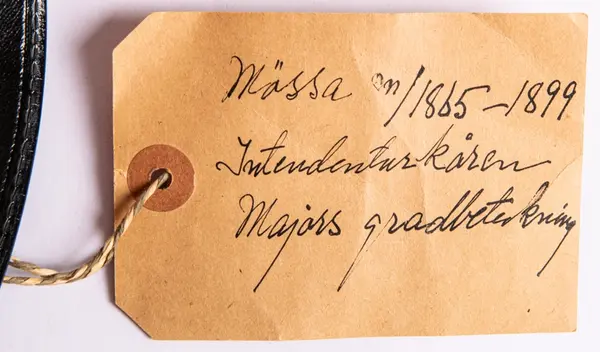 Mössa m/1865-1899
Intendenturkåren
Majors gradbeteckning